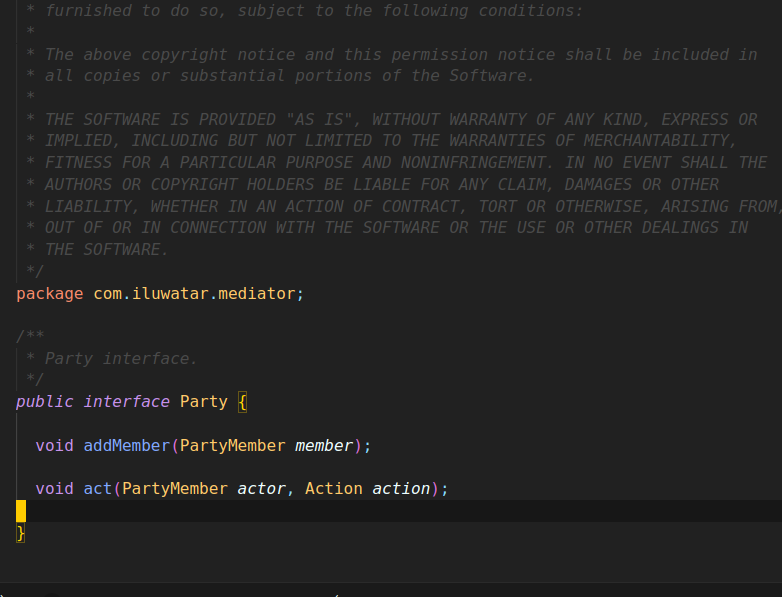 * furnished to do so, subject to the following conditions:
*
* The above copyright notice and this permission notice shall be included in
* all copies or substantial portions of the Software.
*
* THE SOFTWARE IS PROVIDED "AS IS", WITHOUT WARRANTY OF ANY KIND, EXPRESS OR
* IMPLIED, INCLUDING BUT NOT LIMITED TO THE WARRANTIES OF MERCHANTABILITY,
* FITNESS FOR A PARTICULAR PURPOSE AND NONINFRINGEMENT. IN NO EVENT SHALL THE
* AUTHORS OR COPYRIGHT HOLDERS BE LIABLE FOR ANY CLAIM, DAMAGES OR OTHER
* LIABILITY, WHETHER IN AN ACTION OF CONTRACT, TORT OR OTHERWISE, ARISING FROM,
* OUT OF OR IN CONNECTION WITH THE SOFTWARE OR THE USE OR OTHER DEALINGS IN
* THE SOFTWARE.
*/
package com.iluwatar.mediator;
/**
* Party interface.
*/
public interface Party {
void addMember(PartyMember member);
void act(PartyMember actor, Action action);
}